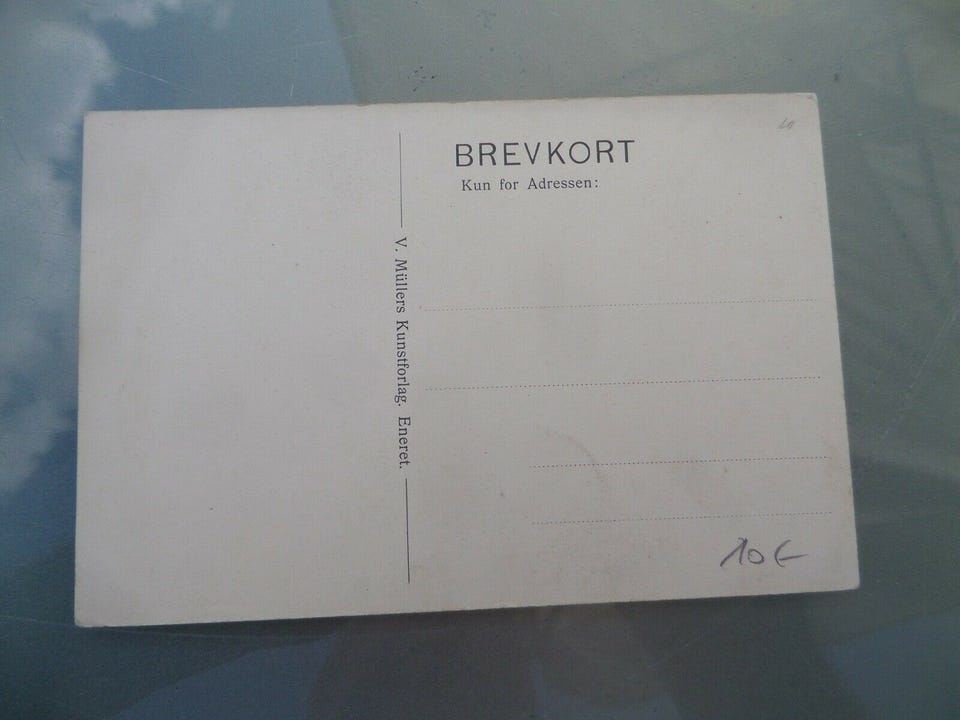 BREVKORT
Kun for Adressen:
V. Müllers Kunstforlag. Eneret.
10 €